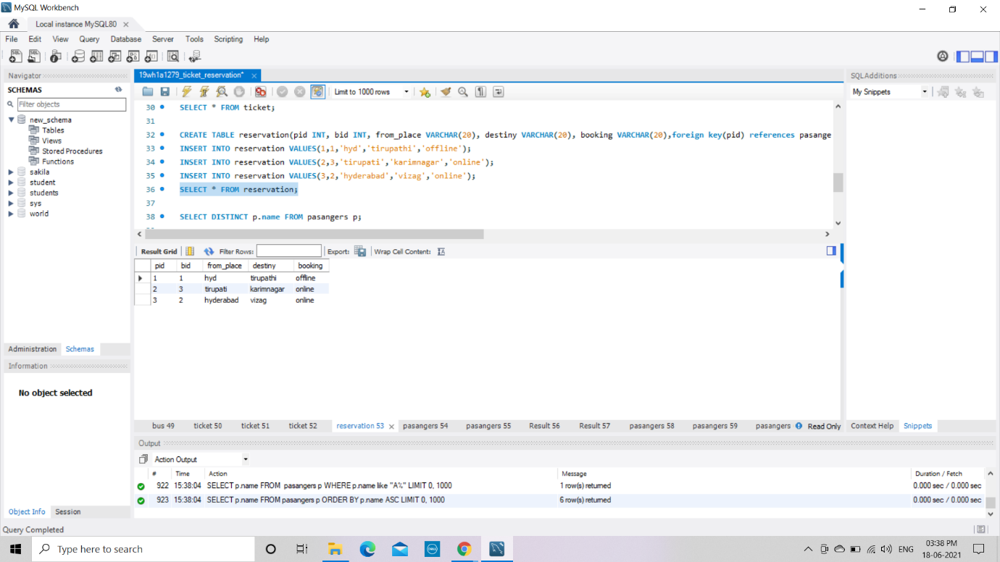 MySQL Workbench
Local instance MySQL80
File Edit View Query Database Server Tools Scripting Help
Navigator
SCHEMAS
Filter objects
new_schema
Tables
Views
Stored Procedures
Functions
sakila
student
students
sys
world
Administration Schemas
Information
No object selected
Object Info Session
Query Completed
19wh1a1279_ticket_reservation*
Limit to 1000 rows
30 SELECT * FROM ticket;
31
32 CREATE TABLE reservation(pid INT, bid INT, from_place VARCHAR(20), destiny VARCHAR(20), booking VARCHAR(20),foreign key(pid) references pasange
33 INSERT INTO reservation VALUES(1,1,'hyd','tirupathi','offline');
34 INSERT INTO reservation VALUES(2,3,'tirupati','karimnagar','online');
35 INSERT INTO reservation VALUES(3,2,'hyderabad','vizag','online');
36 SELECT * FROM reservation;
37
38 SELECT DISTINCT p.name FROM pasangers p;
Result Grid Filter Rows: Export: Wrap Cell Content:
pid bid from_place destiny booking
1 1 hyd tirupathi offline
2 3 tirupati karimnagar online
3 2 hyderabad vizag online
bus 49 ticket 50 ticket 51 ticket 52 reservation 53 pasangers 54 pasangers 55 Result 56 Result 57 pasangers 58 pasangers 59 pasangers Read Only
Output
Action Output
# Time Action Message Duration / Fetch
922 15:38:04 SELECT p.name FROM pasangers p WHERE p.name like "A%" LIMIT 0, 1000 1 row(s) returned 0.000 sec / 0.000 sec
923 15:38:04 SELECT p.name FROM pasangers p ORDER BY p.name ASC LIMIT 0, 1000 6 row(s) returned 0.000 sec / 0.000 sec
SQLAdditions
My Snippets
Context Help Snippets
Type here to search
ENG
03:38 PM
18-06-2021